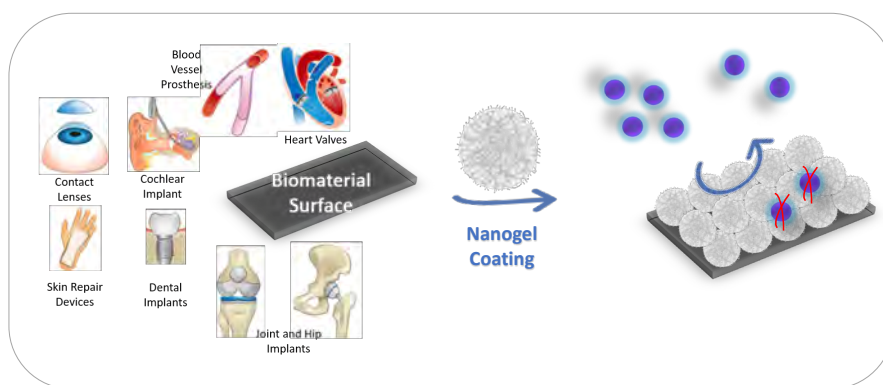 Blood
Vessel
Prosthesis
Heart Valves
Contact
Lenses
Cochlear
Implant
Biomaterial
Surface
Nanogel
Coating
Skin Repair
Devices
Dental
Implants
Joint and Hip
Implants